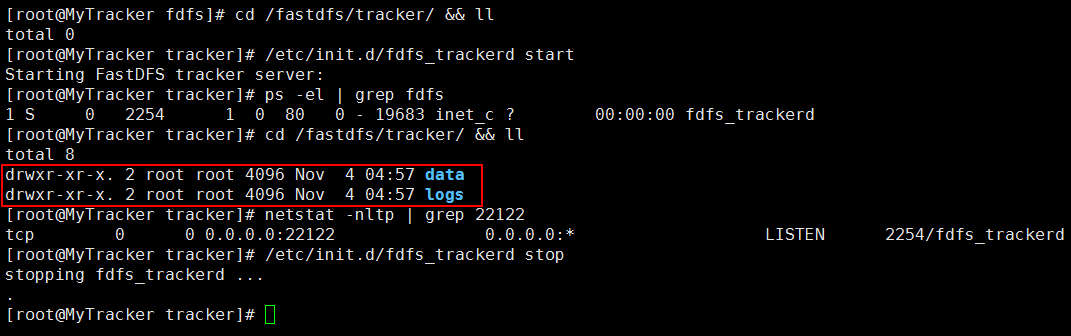 [root@MyTracker fdfs]# cd /fastdfs/tracker/ && ll
total 0
[root@MyTracker tracker]# /etc/init.d/fdfs_trackerd start
Starting FastDFS tracker server:
[root@MyTracker tracker]# ps -el | grep fdfs
1 S     0   2254      1  0  80   0 - 19683 inet_c ?        00:00:00 fdfs_trackerd
[root@MyTracker tracker]# cd /fastdfs/tracker/ && ll
total 8
drwxr-xr-x. 2 root root 4096 Nov  4 04:57 data
drwxr-xr-x. 2 root root 4096 Nov  4 04:57 logs
[root@MyTracker tracker]# netstat -nltp | grep 22122
tcp        0      0 0.0.0.0:22122               0.0.0.0:*                   LISTEN      2254/fdfs_trackerd
[root@MyTracker tracker]# /etc/init.d/fdfs_trackerd stop
stopping fdfs_trackerd ...
.
[root@MyTracker tracker]#